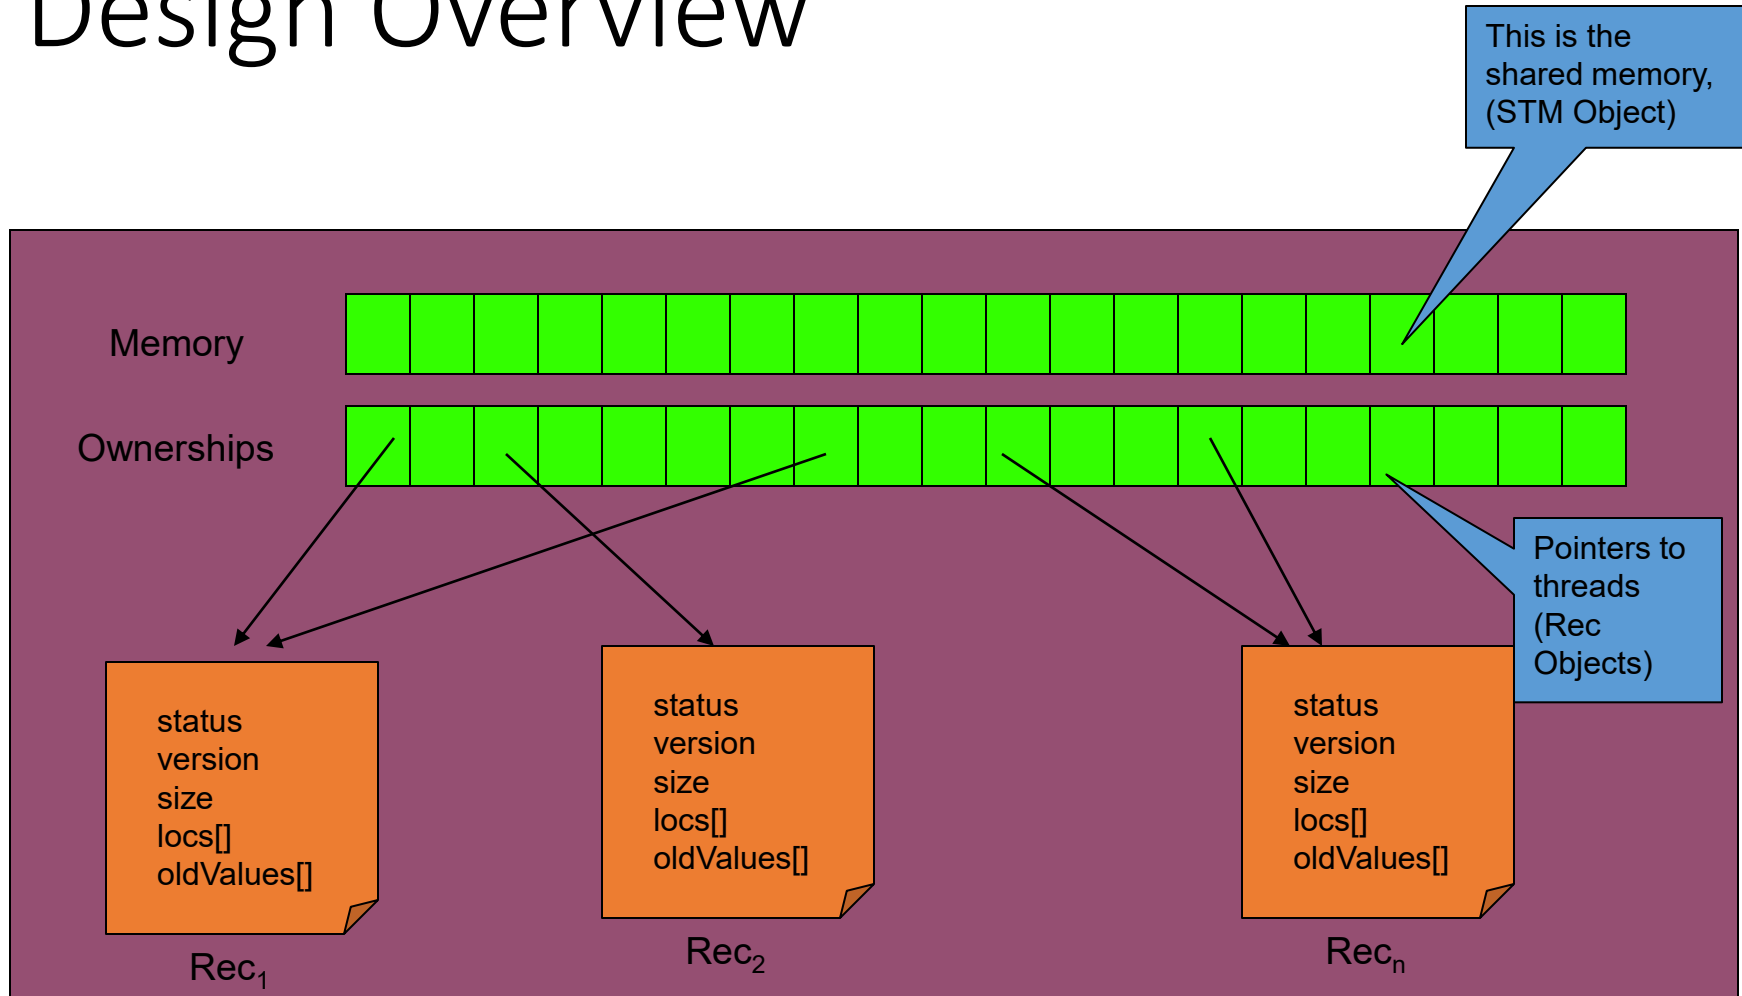 Design Overview
This is the
shared memory,
(STM Object)
Memory
Ownerships
Pointers to
threads
(Rec
Objects)
status
version
size
locs[]
oldValues[]
Rec₁
status
version
size
locs[]
oldValues[]
Rec₂
status
version
size
locs[]
oldValues[]
Recₙ